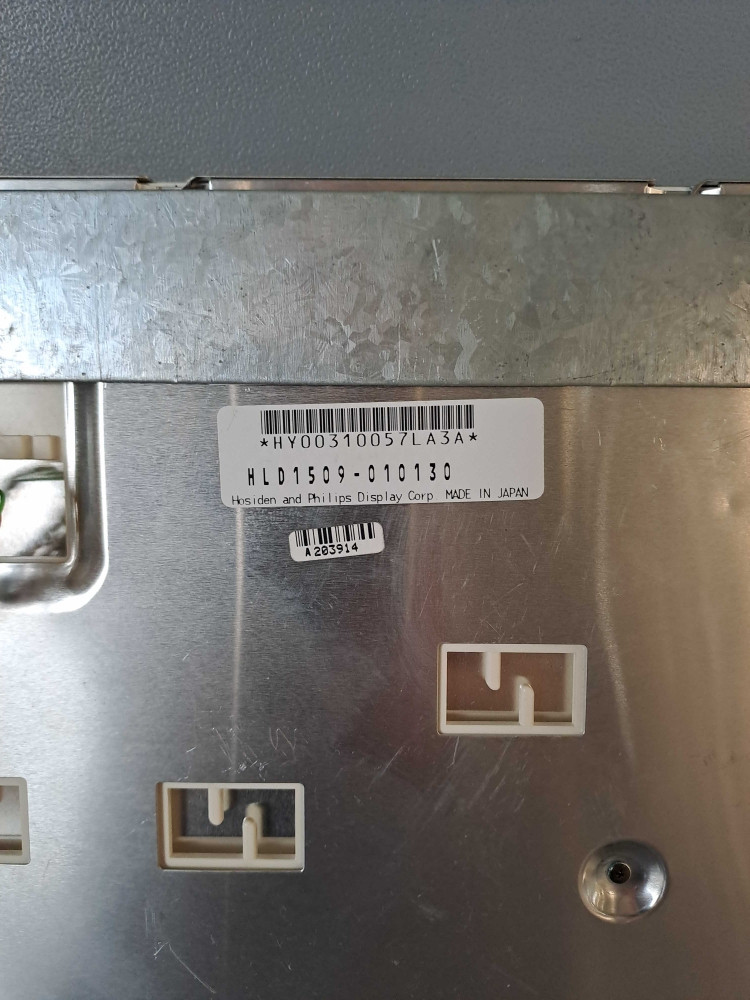 *HY00310057LA3A*
HLD1509-010130
Hosiden and Philips Display Corp. MADE IN JAPAN
A203914